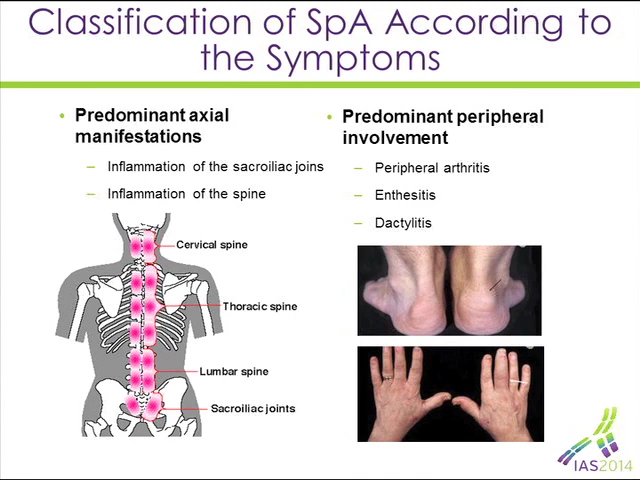 Classification of SpA According to
the Symptoms
• Predominant axial
manifestations
– Inflammation of the sacroiliac joins
– Inflammation of the spine
Cervical spine
Thoracic spine
Lumbar spine
Sacroiliac joints
• Predominant peripheral
involvement
– Peripheral arthritis
– Enthesitis
– Dactylitis
IAS2014